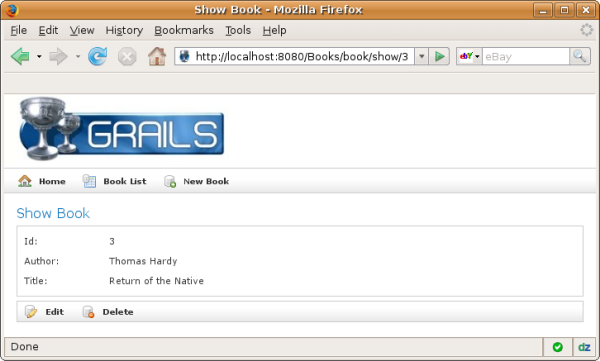 Show Book - Mozilla Firefox
File Edit View History Bookmarks Tools Help
http://localhost:8080/Books/book/show/3 eBay
GRAILS
Home Book List New Book
Show Book
Id: 3
Author: Thomas Hardy
Title: Return of the Native
Edit Delete
Done dz